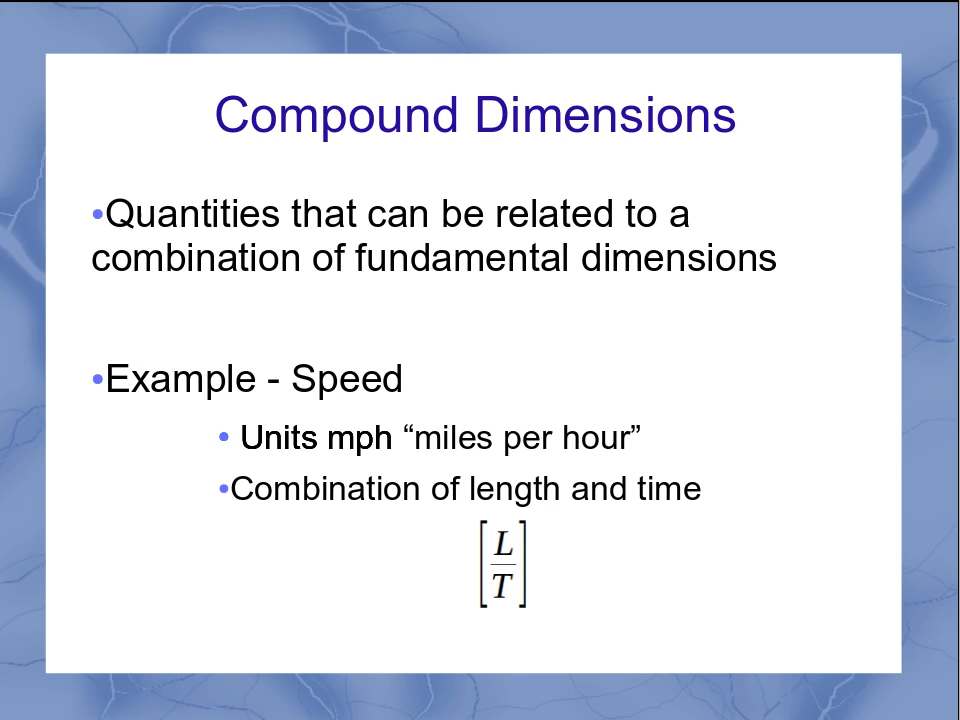 Compound Dimensions
•Quantities that can be related to a
combination of fundamental dimensions
•Example - Speed
• Units mph “miles per hour”
•Combination of length and time
[L/T]